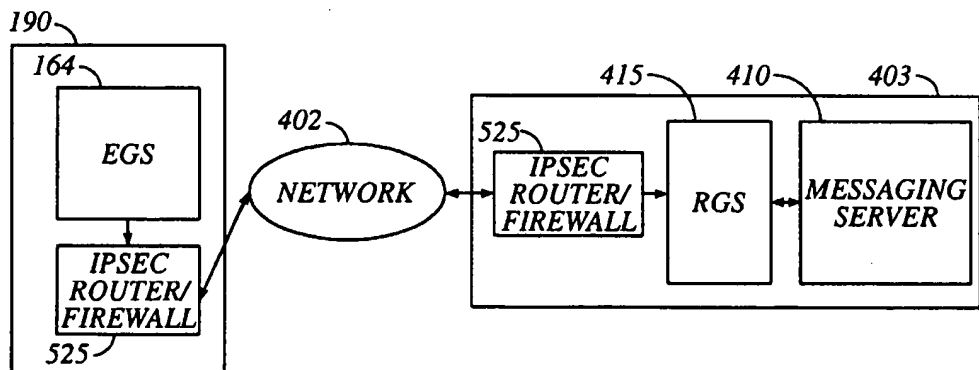 190
164
EGS
IPSEC
ROUTER/
FIREWALL
525
402
NETWORK
525
IPSEC
ROUTER/
FIREWALL
415
RGS
410
MESSAGING
SERVER
403